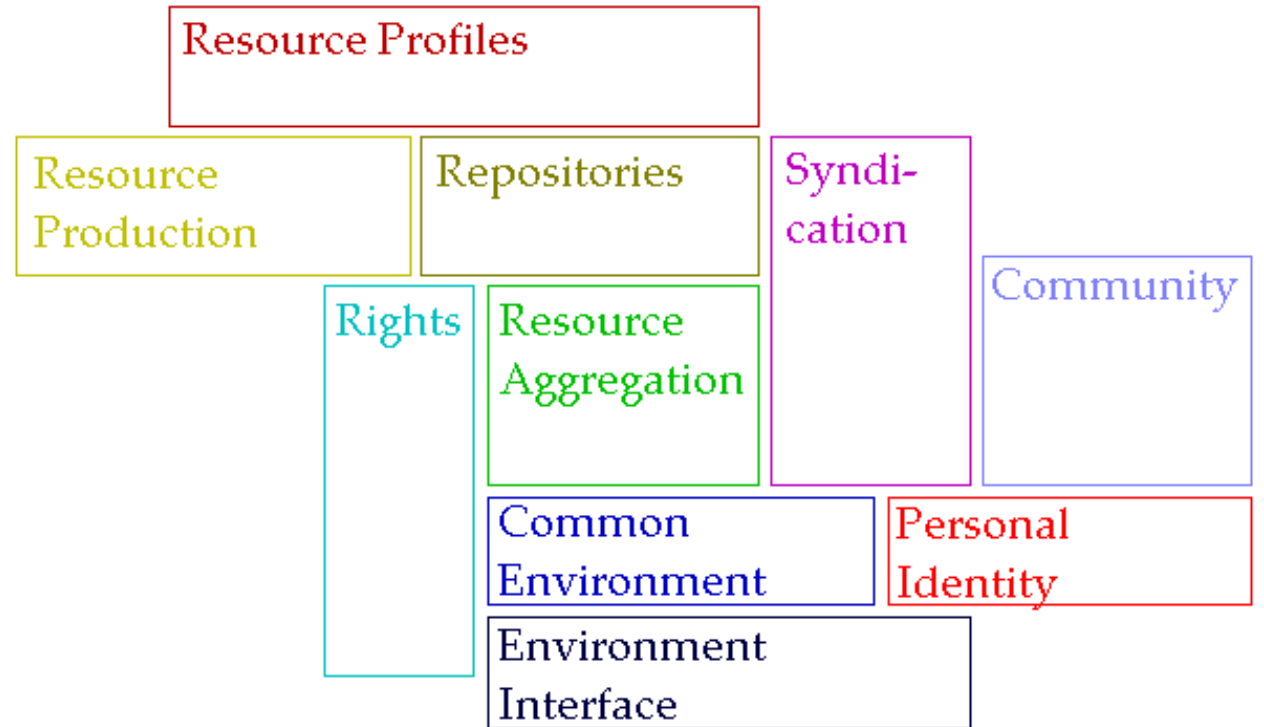 Resource Profiles
Resource
Production
Repositories
Syndi-
cation
Community
Rights
Resource
Aggregation
Common
Environment
Personal
Identity
Environment
Interface